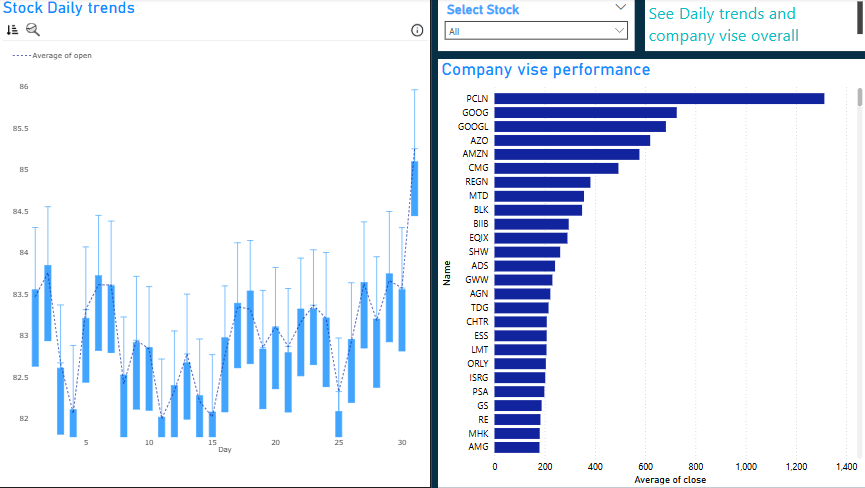 Stock Daily trends
Average of open
86
85.5
85
84.5
84
83.5
83
82.5
82
5
10
15
20
25
30
Day
Select Stock
All
See Daily trends and
company vise overall
Company vise performance
Name
PCLN
GOOG
GOOGL
AZO
AMZN
CMG
REGN
MTD
BLK
BIIB
EQIX
SHW
ADS
GWW
AGN
TDG
CHTR
ESS
LMT
ORLY
ISRG
PSA
GS
RE
MHK
AMG
0
200
400
600
800
1,000
1,200
1,400
Average of close